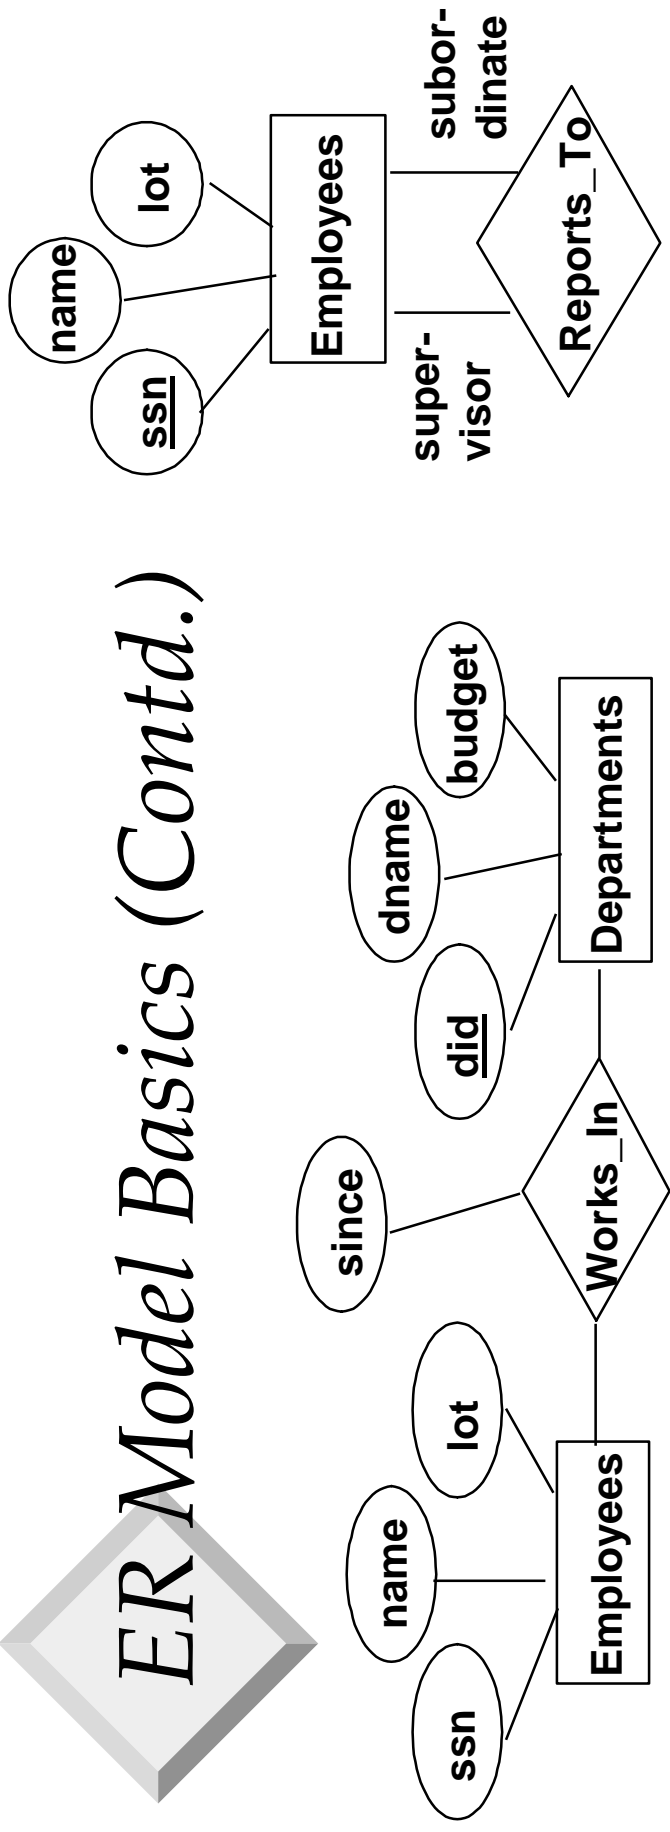 ER Model Basics (Contd.)
name
ssn
lot
Employees
super-
visor
subor-
dinate
Reports_To
since
name
ssn
lot
Employees
Works_In
dname
did
budget
Departments